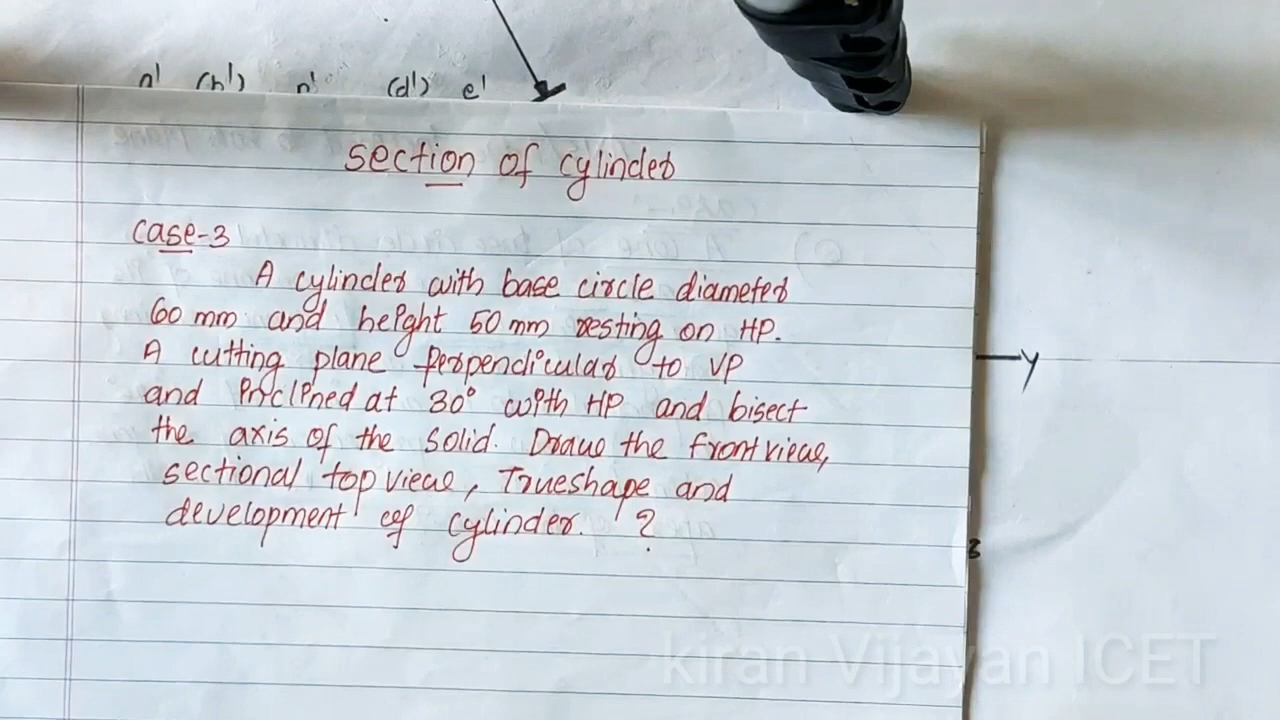 a' (b') n' (d') e'
section of cylinder
case-3
A cylinder with base circle diameter
60 mm and height 50 mm resting on HP.
A cutting plane perpendicular to VP
and inclined at 30° with HP and bisect
the axis of the solid. Draw the front view,
sectional top view, Trueshape and
development of cylinder. ?
Y
kiran Vijayan ICET